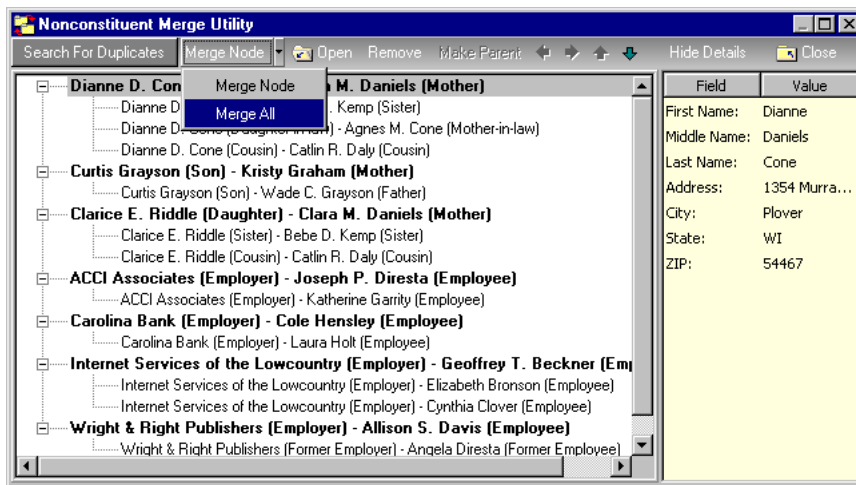 Nonconstituent Merge Utility
Search For Duplicates Merge Node Open Remove Make Parent Hide Details Close
Merge Node
Merge All
Dianne D. Con M. Daniels (Mother)
Dianne D . Kemp (Sister)
Dianne D. Cone (Daughter-in-law) - Agnes M. Cone (Mother-in-law)
Dianne D. Cone (Cousin) - Catlin R. Daly (Cousin)
Curtis Grayson (Son) - Kristy Graham (Mother)
Curtis Grayson (Son) - Wade C. Grayson (Father)
Clarice E. Riddle (Daughter) - Clara M. Daniels (Mother)
Clarice E. Riddle (Sister) - Bebe D. Kemp (Sister)
Clarice E. Riddle (Cousin) - Catlin R. Daly (Cousin)
ACCI Associates (Employer) - Joseph P. Diresta (Employee)
ACCI Associates (Employer) - Katherine Garrity (Employee)
Carolina Bank (Employer) - Cole Hensley (Employee)
Carolina Bank (Employer) - Laura Holt (Employee)
Internet Services of the Lowcountry (Employer) - Geoffrey T. Beckner (Emp
Internet Services of the Lowcountry (Employer) - Elizabeth Bronson (Employee)
Internet Services of the Lowcountry (Employer) - Cynthia Clover (Employee)
Wright & Right Publishers (Employer) - Allison S. Davis (Employee)
Wright & Right Publishers (Former Employer) - Angela Diresta (Former Employee)
Field Value
First Name: Dianne
Middle Name: Daniels
Last Name: Cone
Address: 1354 Murra...
City: Plover
State: WI
ZIP: 54467